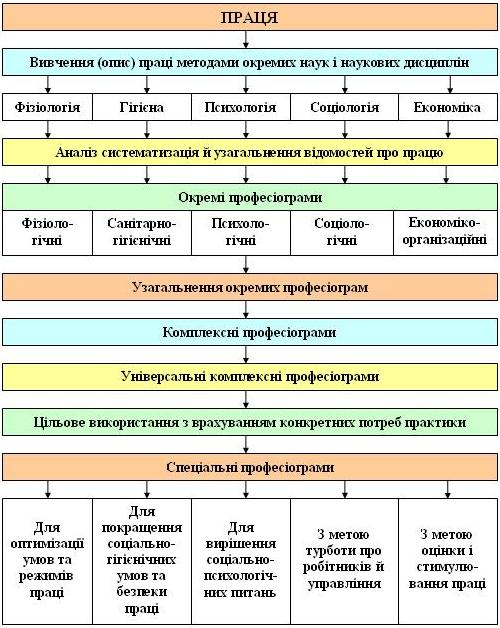 ПРАЦЯ
Вивчення (опис) праці методами окремих наук і наукових дисциплін
Фізіологія
Гігієна
Психологія
Соціологія
Економіка
Аналіз систематизація й узагальнення відомостей про працю
Окремі професіограми
Фізіоло-
гічні
Санітарно-
гігієнічні
Психоло-
гічні
Соціоло-
гічні
Економіко-
організаційні
Узагальнення окремих професіограм
Комплексні професіограми
Універсальні комплексні професіограми
Цільове використання з врахуванням конкретних потреб практики
Спеціальні професіограми
Для
оптимізації
умов та
режимів
праці
Для
покращення
соціально-
гігієнічних
умов та
безпеки
праці
Для
вирішення
соціально-
психологіч-
них питань
З метою
турботи про
робітників й
управління
З метою
оцінки і
стимулю-
вання праці